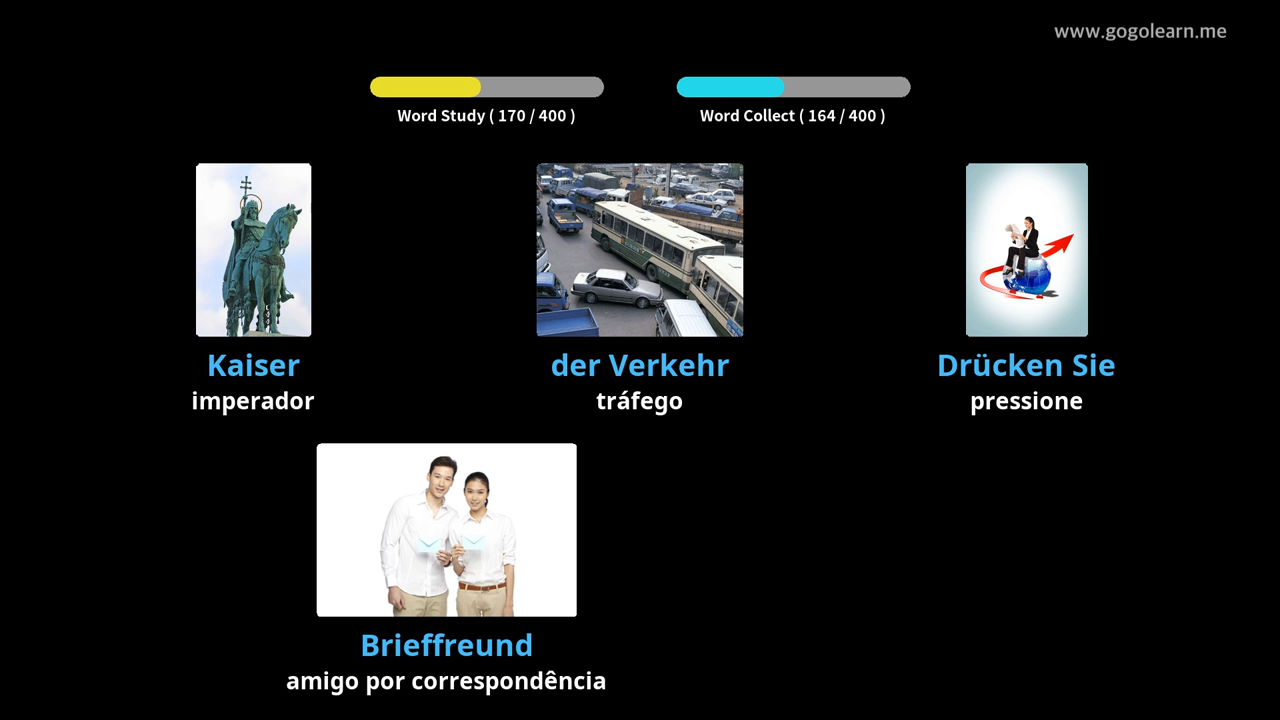 www.gogolearn.me
Word Study ( 170 / 400 )
Word Collect ( 164 / 400 )
Kaiser
imperador
der Verkehr
tráfego
Drücken Sie
pressione
Brieffreund
amigo por correspondência